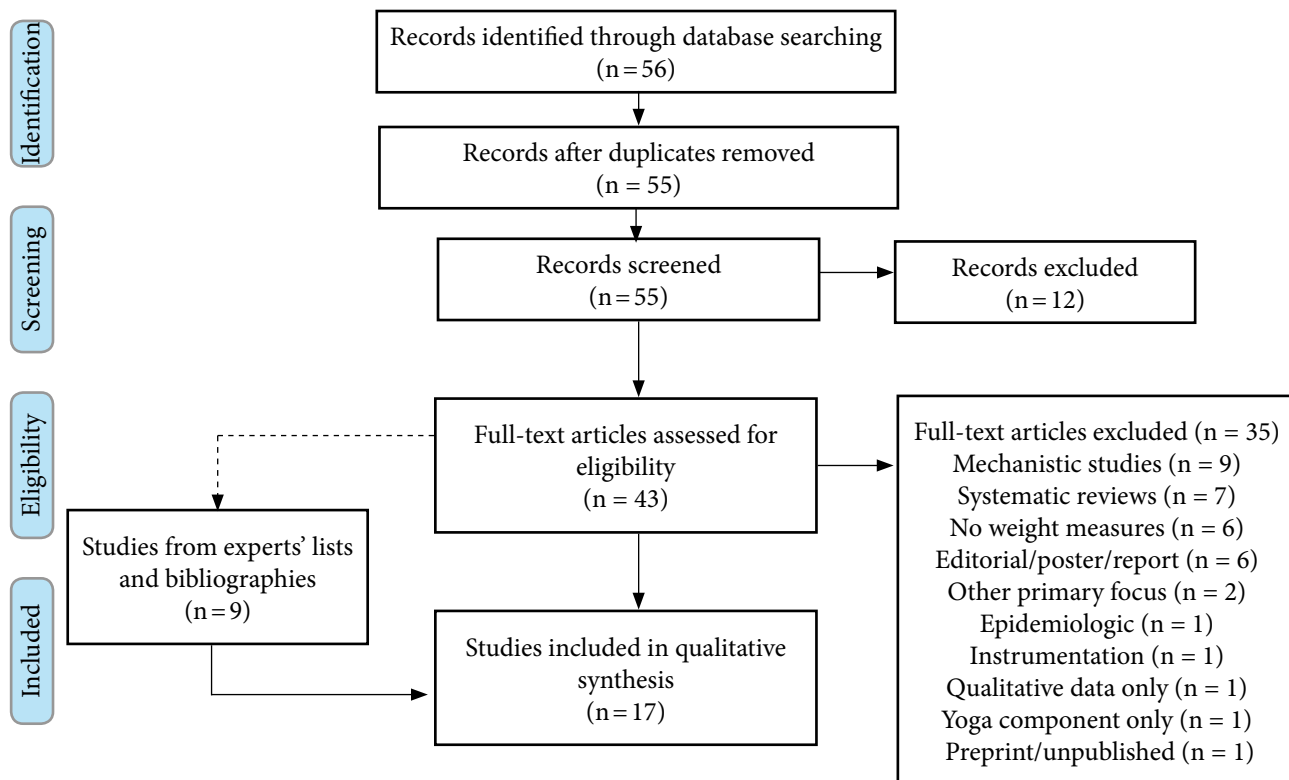 Identification
Records identified through database searching
(n = 56)
Records after duplicates removed
(n = 55)
Screening
Records screened
(n = 55)
Records excluded
(n = 12)
Eligibility
Full-text articles assessed for
eligibility
(n = 43)
Full-text articles excluded (n = 35)
Mechanistic studies (n = 9)
Systematic reviews (n = 7)
No weight measures (n = 6)
Editorial/poster/report (n = 6)
Other primary focus (n = 2)
Epidemiologic (n = 1)
Instrumentation (n = 1)
Qualitative data only (n = 1)
Yoga component only (n = 1)
Preprint/unpublished (n = 1)
Studies from experts’ lists
and bibliographies
(n = 9)
Included
Studies included in qualitative
synthesis
(n = 17)